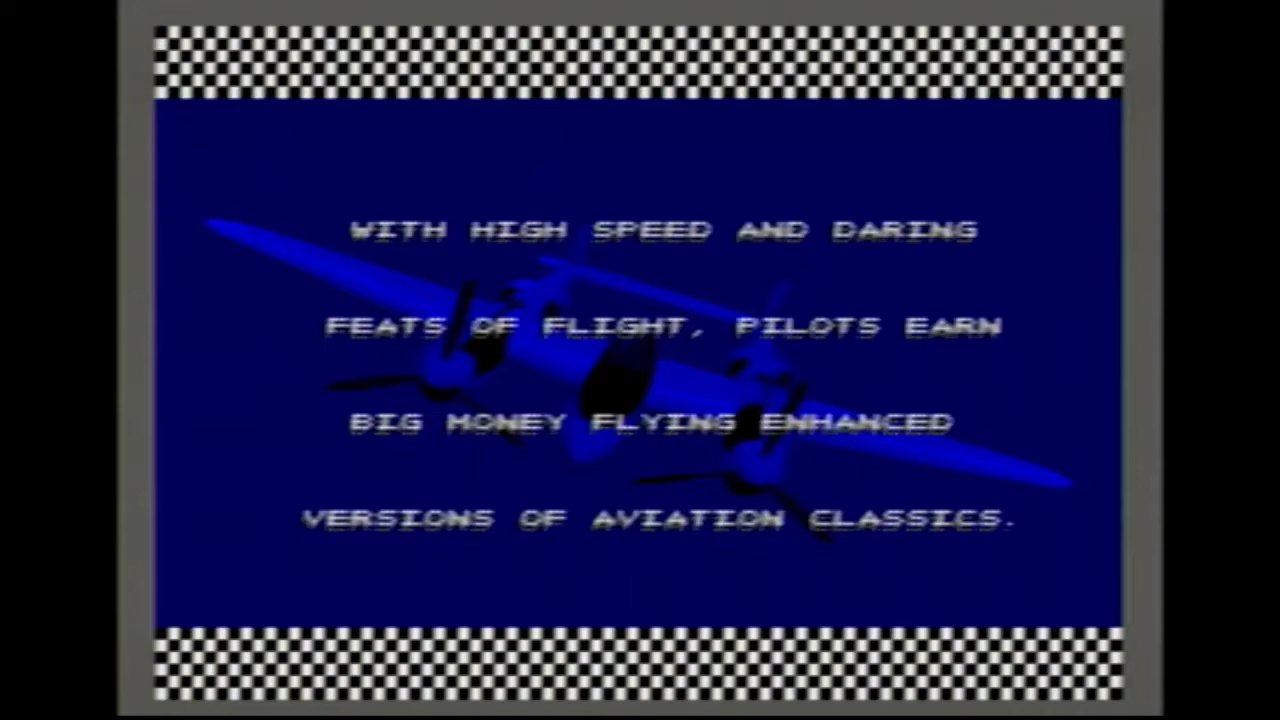 WITH HIGH SPEED AND DARING
FEATS OF FLIGHT, PILOTS EARN
BIG MONEY FLYING ENHANCED
VERSIONS OF AVIATION CLASSICS.